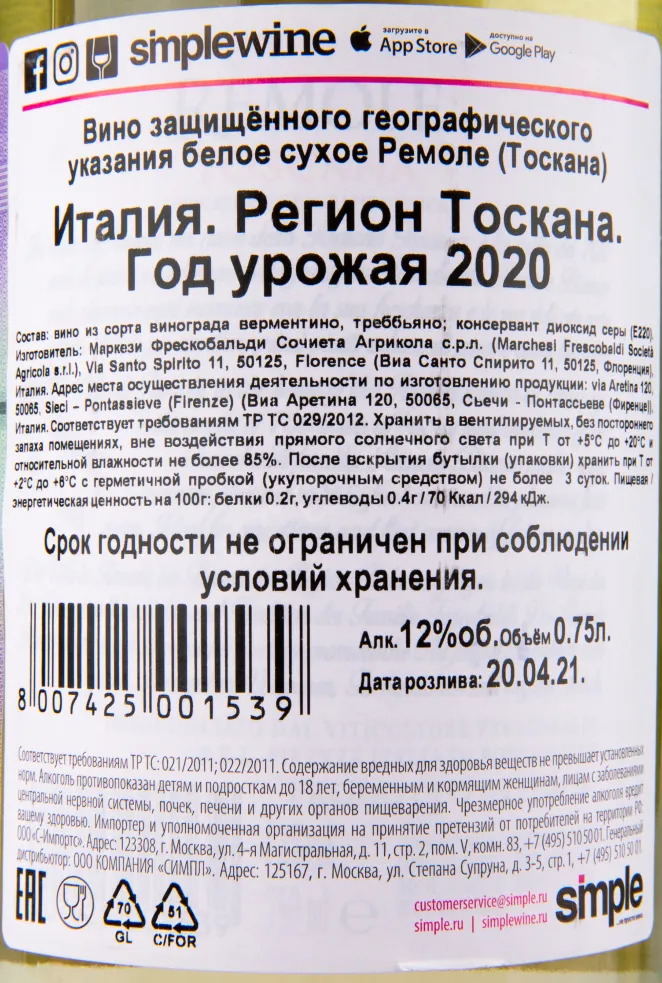 simplewine загрузите в App Store доступно на Google Play
Вино защищённого географического
указания белое сухое Ремоле (Тоскана)
Италия. Регион Тоскана.
Год урожая 2020
Состав: вино из сорта винограда верментино, треббьяно; консервант диоксид серы (E220).
Изготовитель: Маркези Фрескобальди Сочиета Агрикола с.р.л. (Marchesi Frescobaldi Società
Agricola s.r.l.), Via Santo Spirito 11, 50125, Florence (Виа Санто Спирито 11, 50125, Флоренция),
Италия. Адрес места осуществления деятельности по изготовлению продукции: via Aretina 120,
50065, Sieci – Pontassieve (Firenze) (Виа Аретина 120, 50065, Сьечи - Понтассьеве (Фиренце)),
Италия. Соответствует требованиям ТР ТС 029/2012. Хранить в вентилируемых, без постороннего
запаха помещениях, вне воздействия прямого солнечного света при Т от +5°С до +20°С и
относительной влажности не более 85%. После вскрытия бутылки (упаковки) хранить при Т от
+2°С до +6°С с герметичной пробкой (укупорочным средством) не более 3 суток. Пищевая /
энергетическая ценность на 100г: белки 0.2г, углеводы 0.4г / 70 Ккал / 294 кДж.
Срок годности не ограничен при соблюдении
условий хранения.
Алк. 12%об. Объём 0.75л.
Дата розлива: 20.04.21.
8 007425 001539
Соответствует требованиям ТР ТС: 021/2011; 022/2011. Содержание вредных для здоровья веществ не превышает установленных
норм. Алкоголь противопоказан детям и подросткам до 18 лет, беременным и кормящим женщинам, лицам с заболеваниями
центральной нервной системы, почек, печени и других органов пищеварения. Чрезмерное употребление алкоголя вредит
вашему здоровью. Импортер и уполномоченная организация на принятие претензий от потребителей на территории РФ:
ООО «С-Импортс». Адрес: 123308, г. Москва, ул. 4-я Магистральная, д. 11, стр. 2, пом. V, комн. 83, +7 (495) 510 50 01. Генеральный
дистрибьютор: ООО КОМПАНИЯ «СИМПЛ». Адрес: 125167, г. Москва, ул. Степана Супруна, д. 3-5, стр. 1, +7 (495) 510 50 01.
EAC 70 GL 81 C/FOR
customerservice@simple.ru
simple.ru | simplewine.ru
simple
...не просто вино